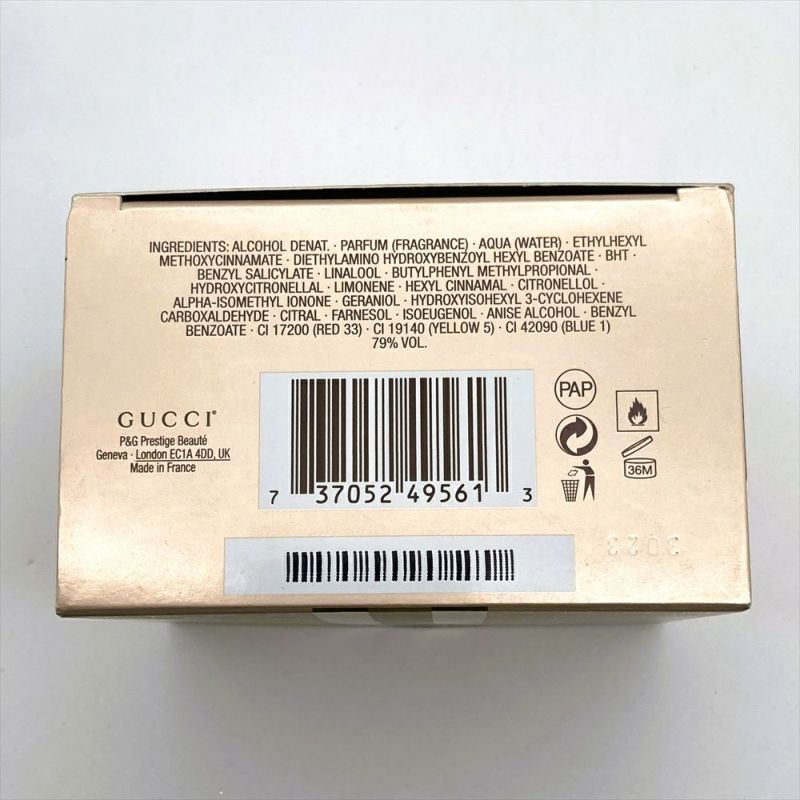 INGREDIENTS: ALCOHOL DENAT. · PARFUM (FRAGRANCE) · AQUA (WATER) · ETHYLHEXYL
METHOXYCINNAMATE · DIETHYLAMINO HYDROXYBENZOYL HEXYL BENZOATE · BHT ·
BENZYL SALICYLATE · LINALOOL · BUTYLPHENYL METHYLPROPIONAL ·
HYDROXYCITRONELLAL · LIMONENE · HEXYL CINNAMAL · CITRONELLOL ·
ALPHA-ISOMETHYL IONONE · GERANIOL · HYDROXYISOHEXYL 3-CYCLOHEXENE
CARBOXALDEHYDE · CITRAL · FARNESOL · ISOEUGENOL · ANISE ALCOHOL · BENZYL
BENZOATE · CI 17200 (RED 33) · CI 19140 (YELLOW 5) · CI 42090 (BLUE 1)
79% VOL.
GUCCI®
P&G Prestige Beauté
Geneva · London EC1A 4DD, UK
Made in France
7 37052 49561 3
PAP
36M
3023